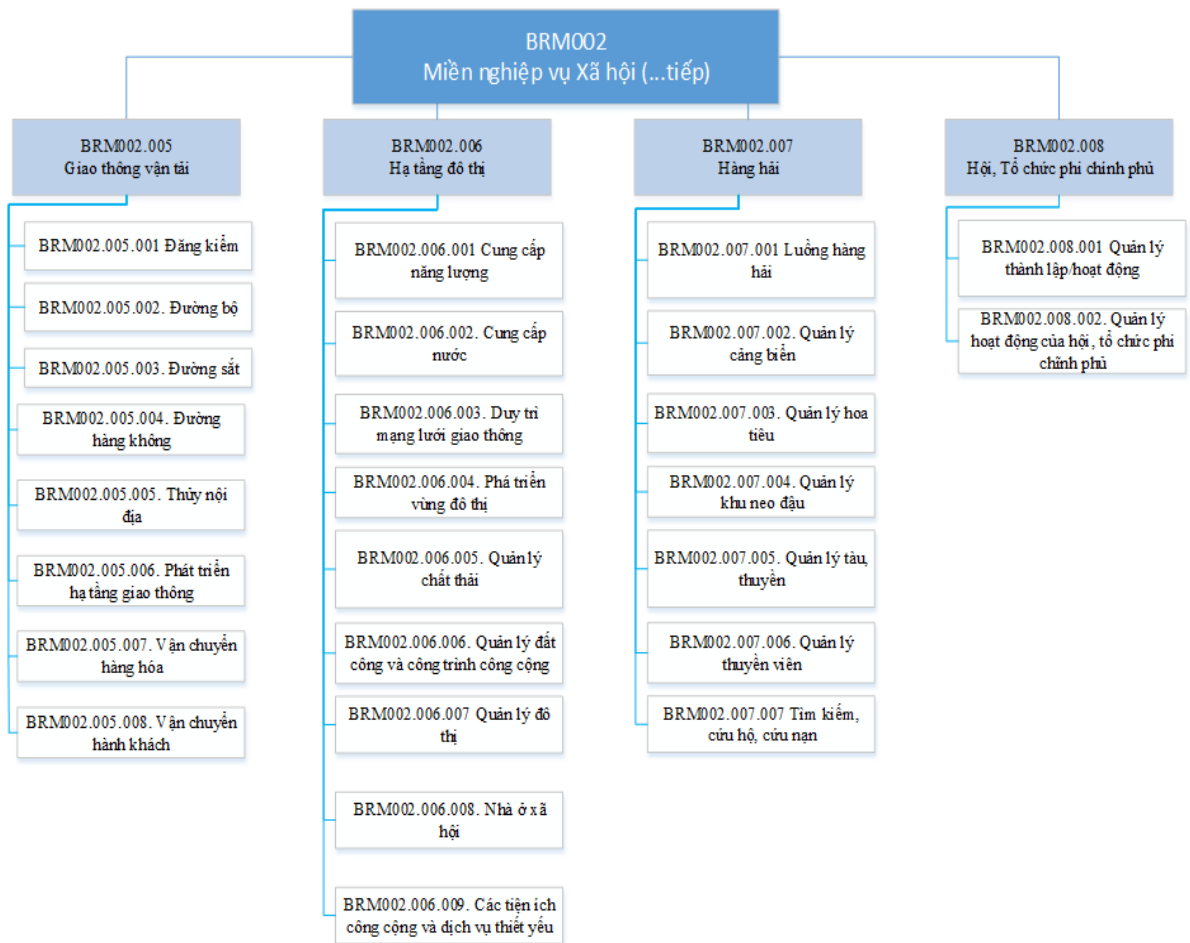 BRM002
Miền nghiệp vụ Xã hội (...tiếp)
BRM002.005
Giao thông vận tải
BRM002.005.001 Đăng kiểm
BRM002.005.002. Đường bộ
BRM002.005.003. Đường sắt
BRM002.005.004. Đường
hàng không
BRM002.005.005. Thủy nội
địa
BRM002.005.006. Phát triển
hạ tầng giao thông
BRM002.005.007. Vận chuyển
hàng hóa
BRM002.005.008. Vận chuyển
hành khách
BRM002.006
Hạ tầng đô thị
BRM002.006.001 Cung cấp
năng lượng
BRM002.006.002. Cung cấp
nước
BRM002.006.003. Duy trì
mạng lưới giao thông
BRM002.006.004. Phá triển
vừng đô thị
BRM002.006.005. Quản lý
chất thải
BRM002.006.006. Quản lý đất
công và công trình công cộng
BRM002.006.007 Quản lý đô
thị
BRM002.006.008. Nhà ở xã
hội
BRM002.006.009. Các tiện ích
công cộng và dịch vụ thiết yếu
BRM002.007
Hàng hải
BRM002.007.001 Luồng hàng
hải
BRM002.007.002. Quản lý
cảng biển
BRM002.007.003. Quản lý hoa
tiêu
BRM002.007.004. Quản lý
khu neo đậu
BRM002.007.005. Quản lý tàu,
thuyền
BRM002.007.006. Quản lý
thuyền viên
BRM002.007.007 Tìm kiếm,
cứu hộ, cứu nạn
BRM002.008
Hội, Tổ chức phi chính phủ
BRM002.008.001 Quản lý
thành lập/hoạt động
BRM002.008.002. Quản lý
hoạt động của hội, tổ chức phi
chĩnh phủ